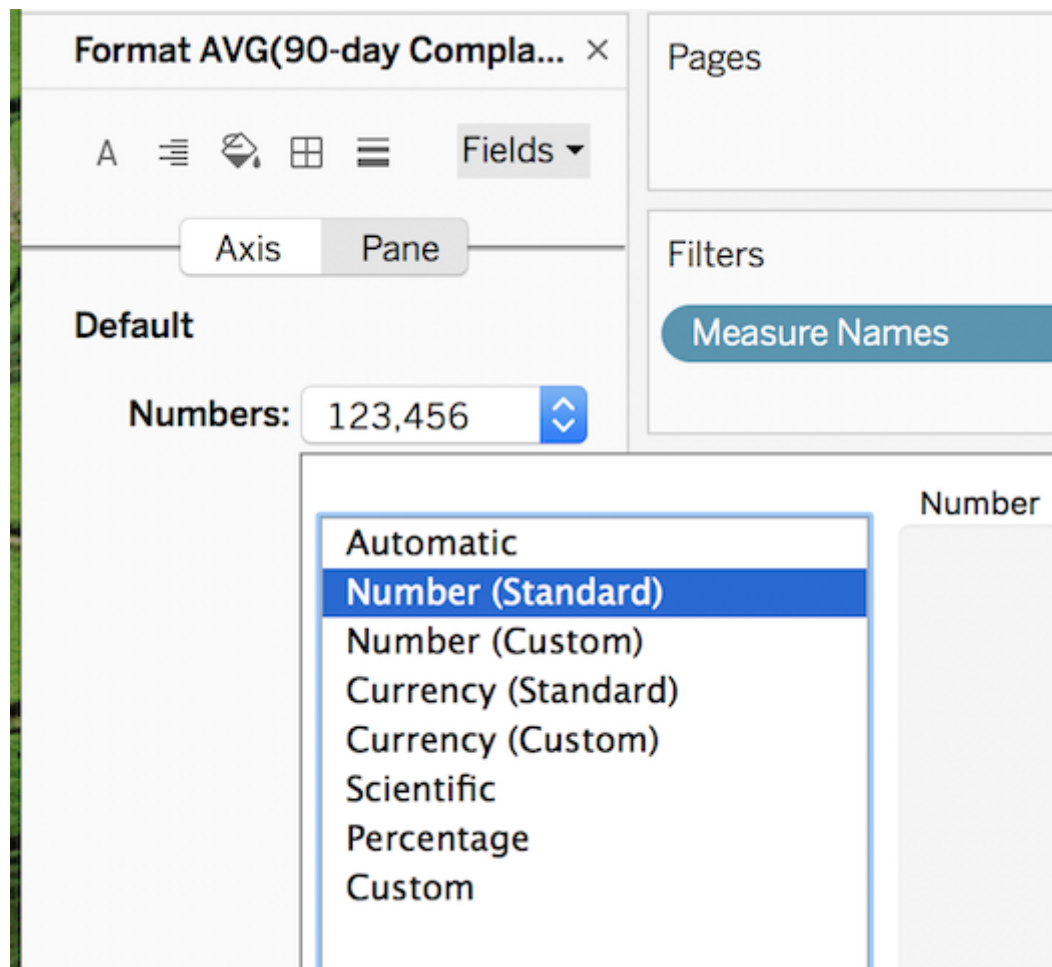 Format AVG(90-day Compla...
Pages
A
Fields
Axis
Pane
Filters
Default
Measure Names
Numbers:
123,456
Number
Automatic
Number (Standard)
Number (Custom)
Currency (Standard)
Currency (Custom)
Scientific
Percentage
Custom